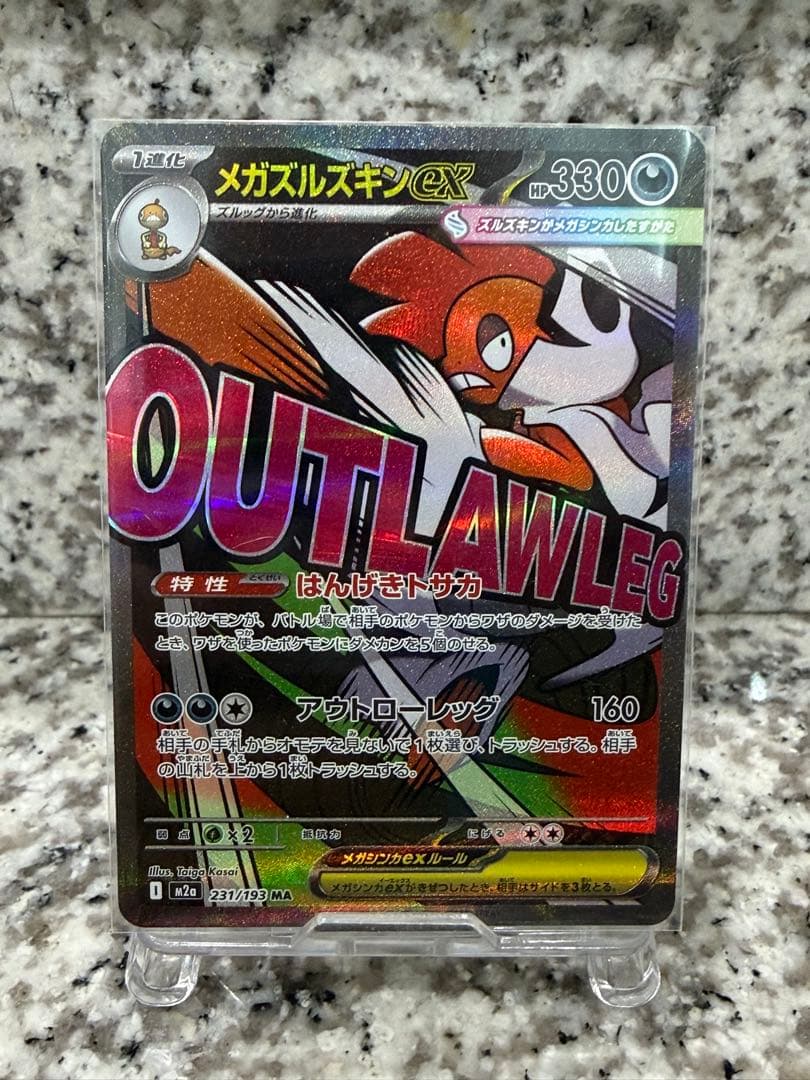 1進化
メガズルズキンex
HP330
ズルッグから進化
ズルズキンがメガシンカしたすがた
OUTLAWLEG
特性 とくせい はんげきトサカ
このポケモンが、バトル場で相手のポケモンからワザのダメージを受けた
とき、ワザを使ったポケモンにダメカンを5個のせる。
アウトローレッグ 160
相手の手札からオモテを見ないで1枚選び、トラッシュする。相手
の山札を上から1枚トラッシュする。
弱点 ×2 抵抗力 にげる
Illus. Taiga Kasai
メガシンカexルール
I M2a 231/193 MA
メガシンカexがきぜつしたとき、相手はサイドを3枚とる。